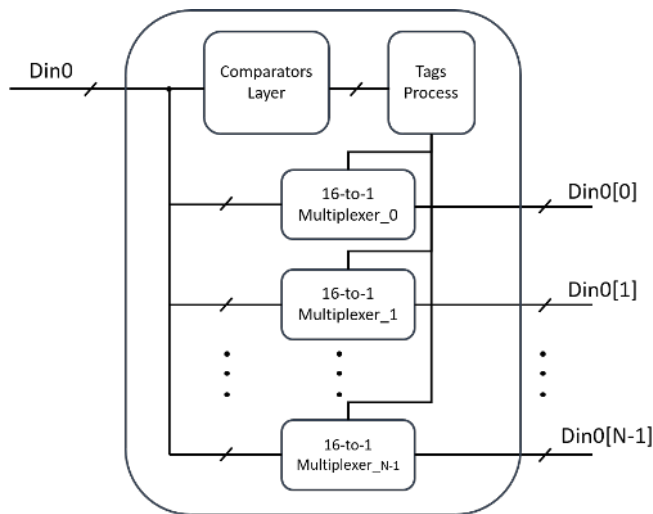 Din0
Comparators
Layer
Tags
Process
16-to-1
Multiplexer_0
Din0[0]
16-to-1
Multiplexer_1
Din0[1]
16-to-1
Multiplexer_N-1
Din0[N-1]